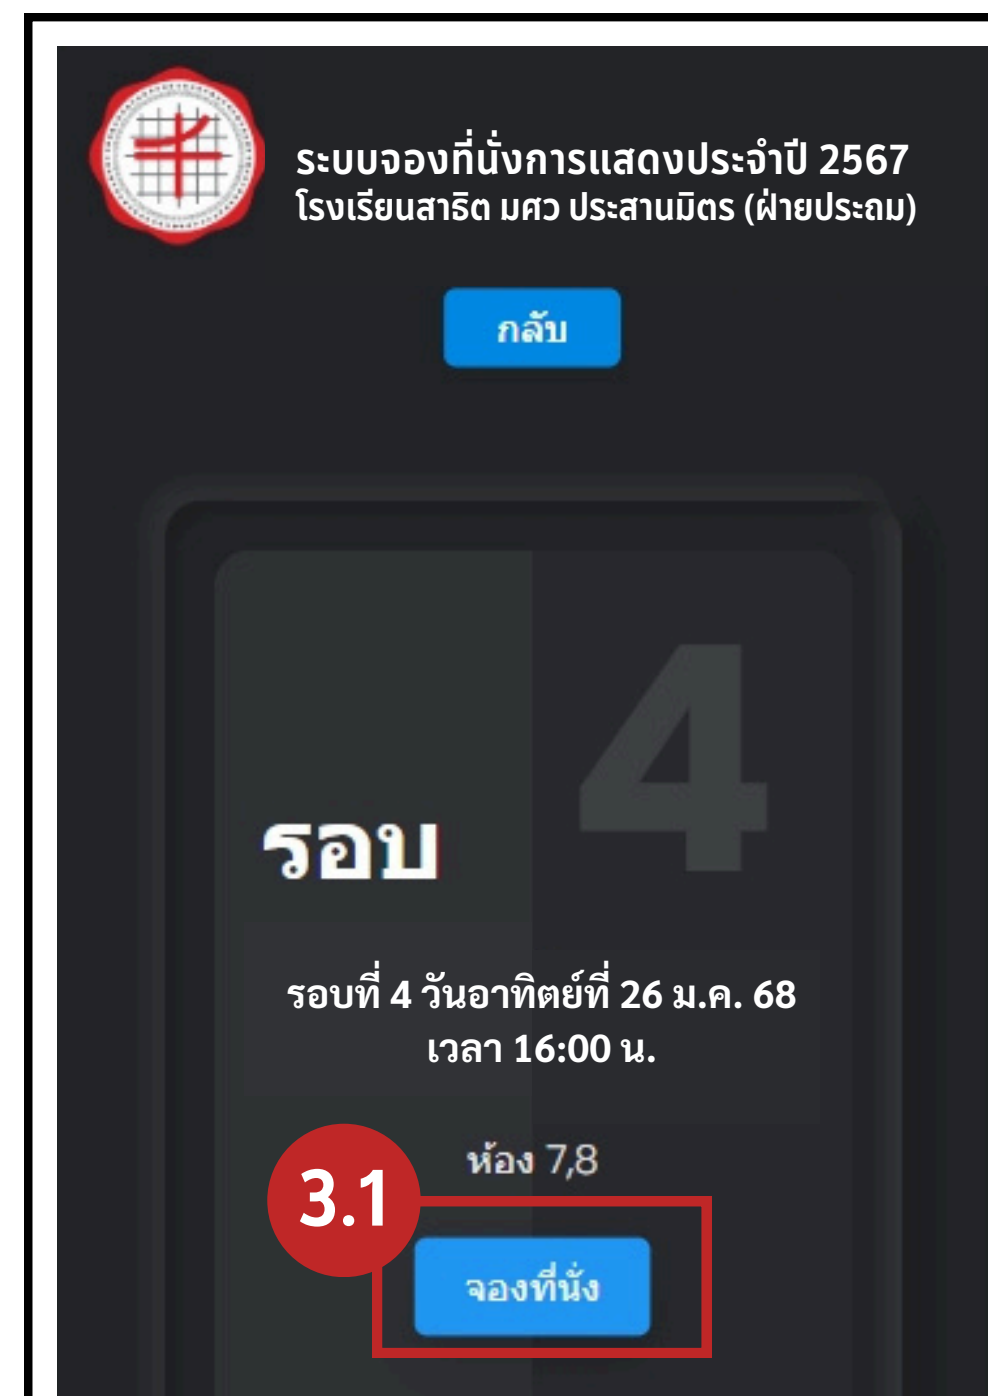 ระบบจองที่นั่งการแสดงประจำปี 2567
โรงเรียนสาธิต มศว ประสานมิตร (ฝ่ายประถม)
กลับ
4
รอบ
รอบที่ 4 วันอาทิตย์ที่ 26 ม.ค. 68
เวลา 16:00 น.
ห้อง 7,8
3.1
จองที่นั่ง